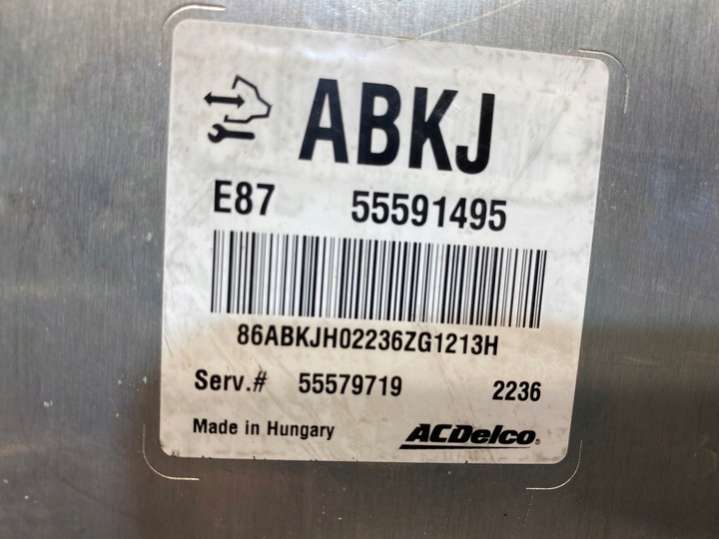 ABKJ
E87 55591495
86ABKJH02236ZG1213H
Serv.# 55579719 2236
Made in Hungary ACDelco